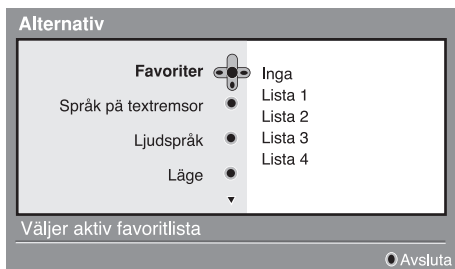 Alternativ
Favoriter
Språk på textremsor
Ljudspråk
Läge
Inga
Lista 1
Lista 2
Lista 3
Lista 4
Väljer aktiv favoritlista
Avsluta